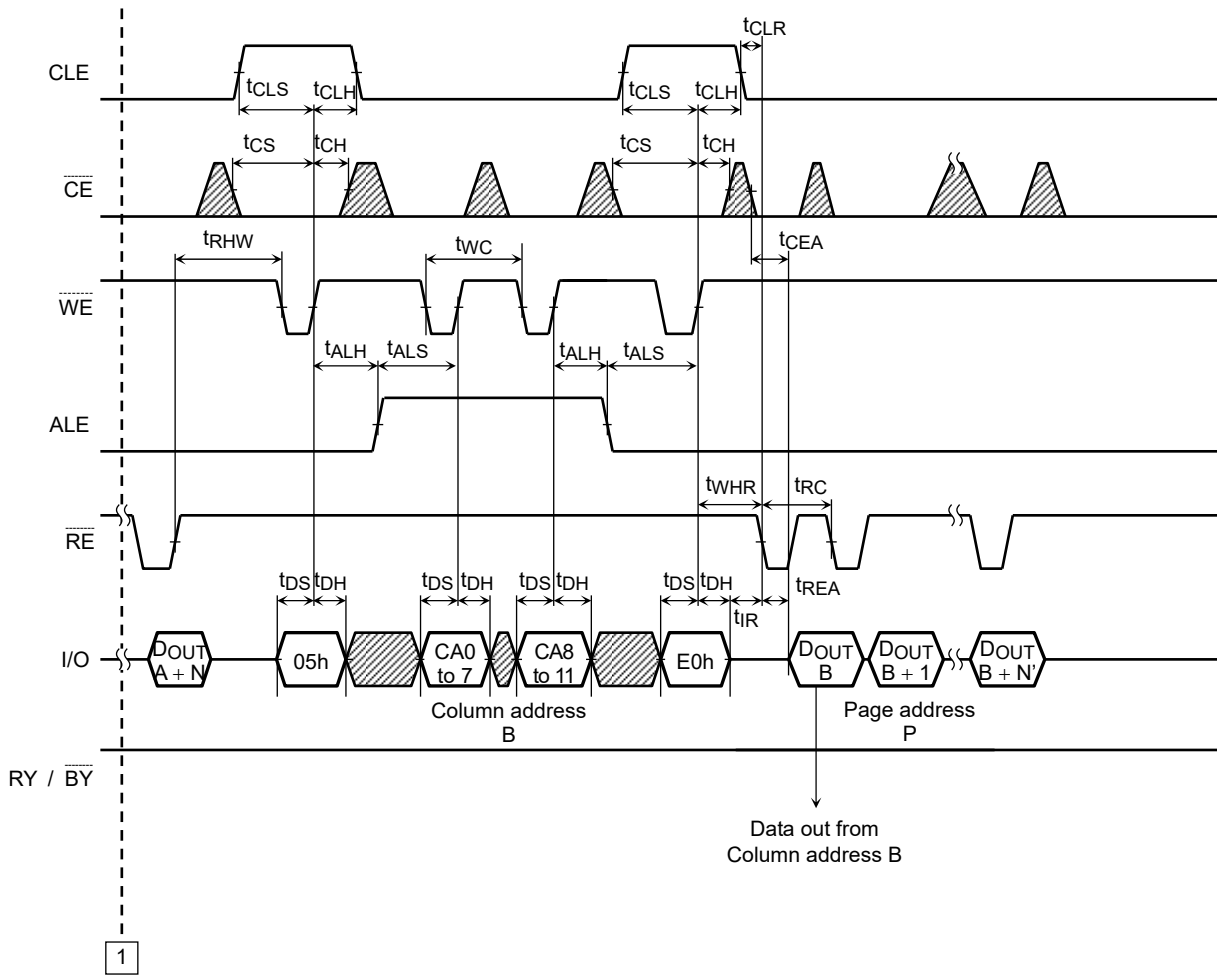 tCLR
CLE
tCLS tCLH tCLS tCLH
tCS tCH tCS tCH
CE
tRHW tWC tCEA
WE
tALH tALS tALH tALS
ALE
tWHR tRC
RE
tDS tDH tDS tDH tDS tDH tDS tDH tREA
tIR
I/O
DOUT A + N
05h
CA0 to 7
CA8 to 11
E0h
DOUT B
DOUT B + 1
DOUT B + N’
Column address
B
Page address
P
RY / BY
Data out from
Column address B
1